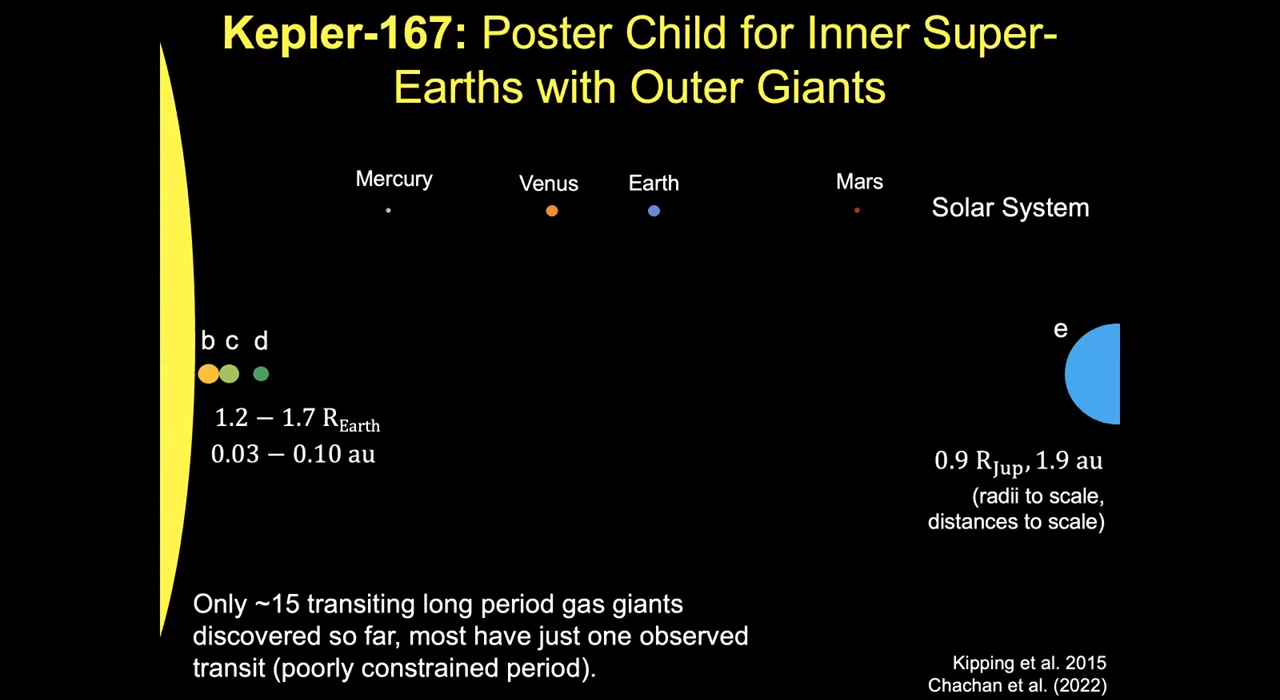 Kepler-167: Poster Child for Inner Super-
Earths with Outer Giants
Mercury
Venus
Earth
Mars
Solar System
b c d
e
1.2 − 1.7 R_Earth
0.03 − 0.10 au
0.9 R_Jup, 1.9 au
(radii to scale,
distances to scale)
Only ~15 transiting long period gas giants
discovered so far, most have just one observed
transit (poorly constrained period).
Kipping et al. 2015
Chachan et al. (2022)